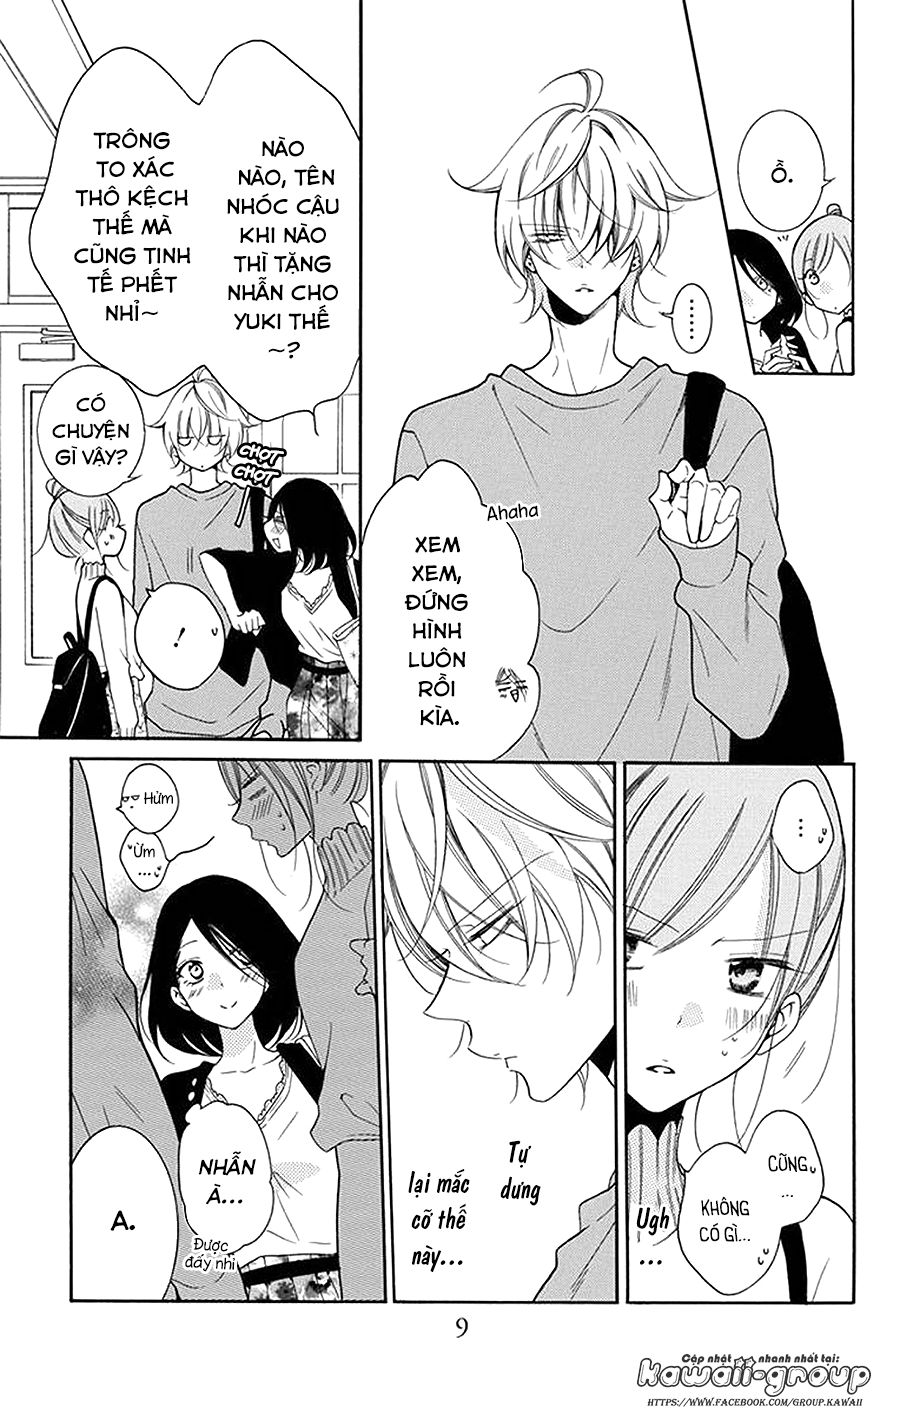 Ồ.
......
Ahaha
XEM
XEM,
ĐỨNG
HÌNH
LUÔN
RỒI
KÌA.
NÀO
NÀO, TÊN
NHÓC CẬU
KHI NÀO
THÌ TẶNG
NHẪN CHO
YUKI THẾ
~?
TRÔNG
TO XÁC
THÔ KỆCH
THẾ MÀ
CŨNG TINH
TẾ PHẾT
NHỈ~
CHỌT
CHỌT
CÓ
CHUYỆN
GÌ VẬY?
!
...
CŨNG
...
KHÔNG
CÓ GÌ...
Ugh
...
Tự
dưng
lại mắc
cỡ thế
này...
Hửm
Ừm
...
NHẪN
À...
Được
đấy nhỉ
A.
9
Cập nhật nhanh nhất tại:
kawaii-group
HTTPS://WWW.FACEBOOK.COM/GROUP.KAWAII